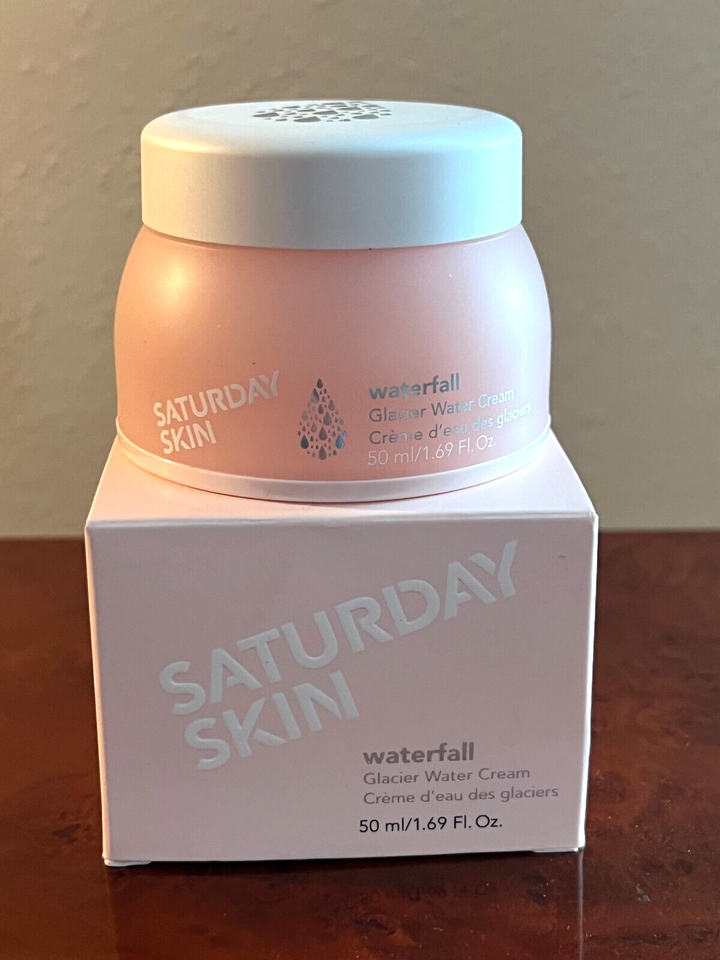 SATURDAY
SKIN
waterfall
Glacier Water Cream
Crème d'eau des glaciers
50 ml/1.69 Fl. Oz.
SATURDAY
SKIN
waterfall
Glacier Water Cream
Crème d'eau des glaciers
50 ml/1.69 Fl. Oz.